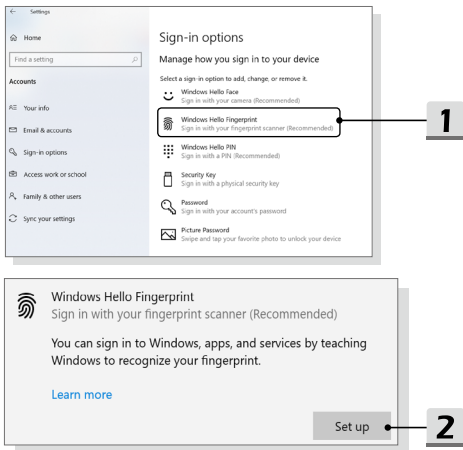 Settings
Home
Find a setting
Accounts
Your info
Email & accounts
Sign-in options
Access work or school
Family & other users
Sync your settings
Sign-in options
Manage how you sign in to your device
Select a sign-in option to add, change, or remove it.
Windows Hello Face
Sign in with your camera (Recommended)
Windows Hello Fingerprint
Sign in with your fingerprint scanner (Recommended)
Windows Hello PIN
Sign in with a PIN (Recommended)
Security Key
Sign in with a physical security key
Password
Sign in with your account's password
Picture Password
Swipe and tap your favorite photo to unlock your device
1
Windows Hello Fingerprint
Sign in with your fingerprint scanner (Recommended)
You can sign in to Windows, apps, and services by teaching
Windows to recognize your fingerprint.
Learn more
Set up
2